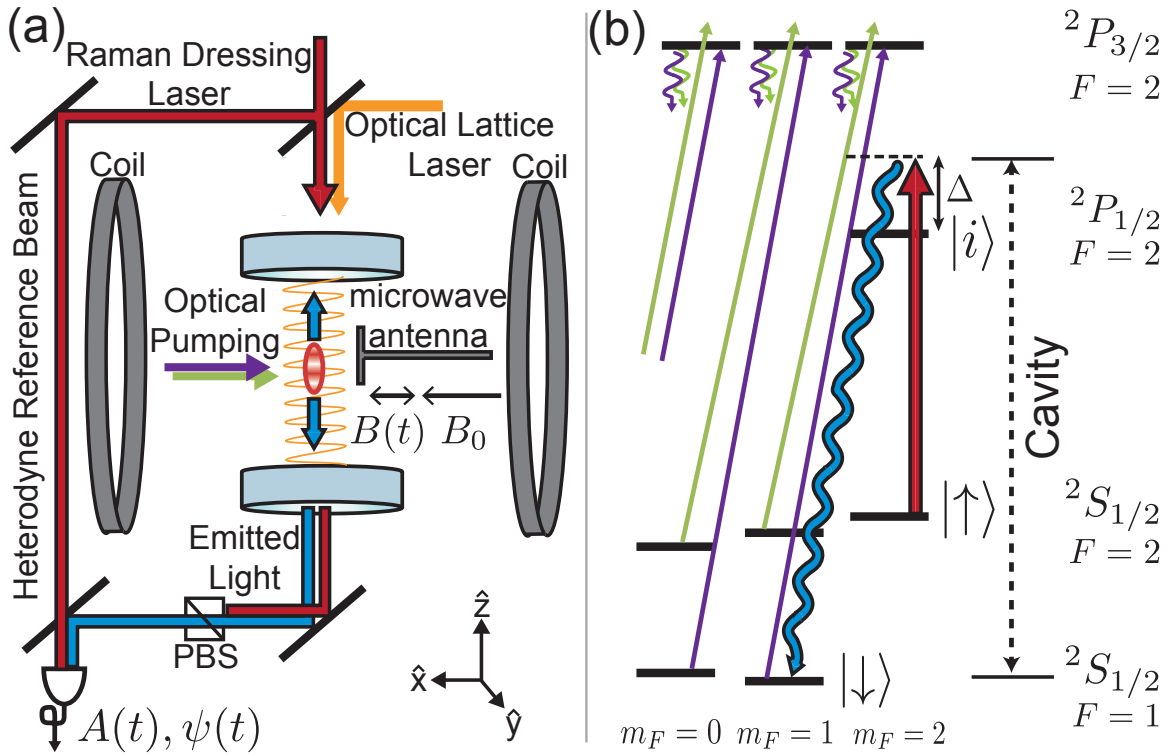 (a)
Raman Dressing
Laser
Optical Lattice
Laser
Coil
Coil
Heterodyne Reference Beam
Optical
Pumping
microwave
antenna
B(t)
B₀
Emitted
Light
PBS
ẑ
x̂
ŷ
A(t), ψ(t)
(b)
²P₃/₂
F = 2
Δ
|i⟩
²P₁/₂
F = 2
Cavity
|↑⟩
²S₁/₂
F = 2
|↓⟩
²S₁/₂
F = 1
m_F = 0
m_F = 1
m_F = 2